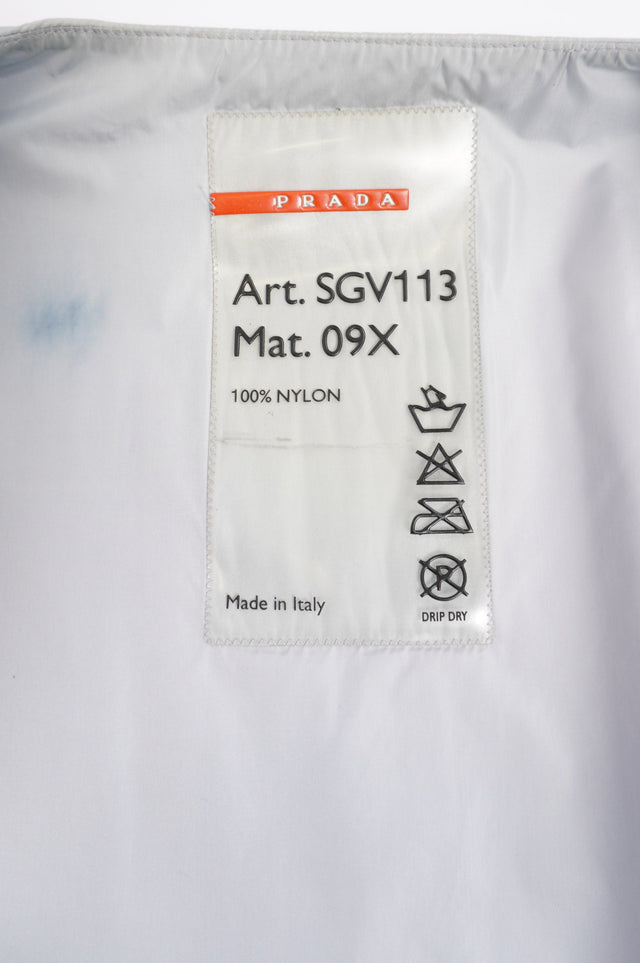 PRADA
Art. SGV113
Mat. 09X
100% NYLON
P
Made in Italy
DRIP DRY